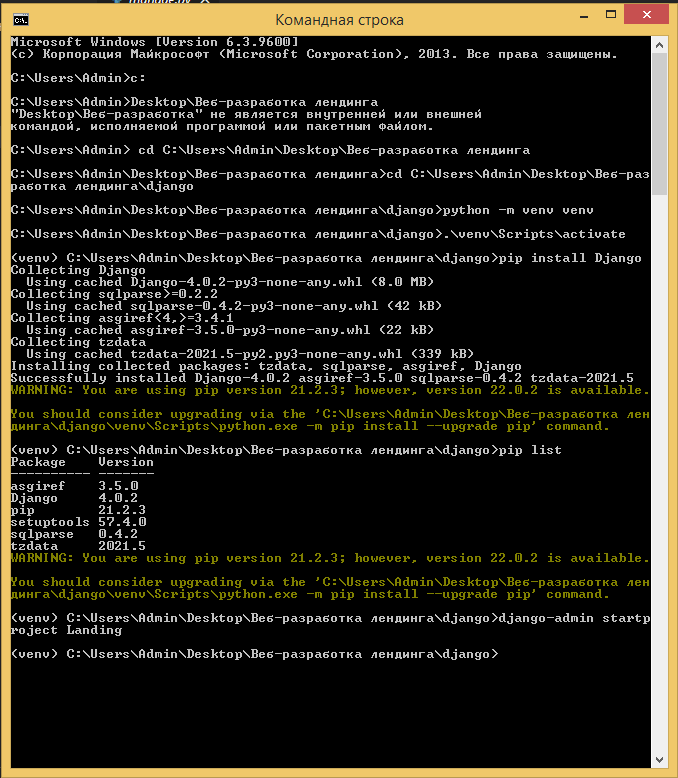 manage.py
Командная строка
Microsoft Windows [Version 6.3.9600]
(c) Корпорация Майкрософт (Microsoft Corporation), 2013. Все права защищены.
C:\Users\Admin>c:
C:\Users\Admin>Desktop\Веб-разработка лендинга
"Desktop\Веб-разработка" не является внутренней или внешней
командой, исполняемой программой или пакетным файлом.
C:\Users\Admin> cd C:\Users\Admin\Desktop\Веб-разработка лендинга
C:\Users\Admin\Desktop\Веб-разработка лендинга>cd C:\Users\Admin\Desktop\Веб-раз
работка лендинга\django
C:\Users\Admin\Desktop\Веб-разработка лендинга\django>python -m venv venv
C:\Users\Admin\Desktop\Веб-разработка лендинга\django>.\venv\Scripts\activate
(venv) C:\Users\Admin\Desktop\Веб-разработка лендинга\django>pip install Django
Collecting Django
  Using cached Django-4.0.2-py3-none-any.whl (8.0 MB)
Collecting sqlparse>=0.2.2
  Using cached sqlparse-0.4.2-py3-none-any.whl (42 kB)
Collecting asgiref<4,>=3.4.1
  Using cached asgiref-3.5.0-py3-none-any.whl (22 kB)
Collecting tzdata
  Using cached tzdata-2021.5-py2.py3-none-any.whl (339 kB)
Installing collected packages: tzdata, sqlparse, asgiref, Django
Successfully installed Django-4.0.2 asgiref-3.5.0 sqlparse-0.4.2 tzdata-2021.5
WARNING: You are using pip version 21.2.3; however, version 22.0.2 is available.
You should consider upgrading via the 'C:\Users\Admin\Desktop\Веб-разработка лен
динга\django\venv\Scripts\python.exe -m pip install --upgrade pip' command.
(venv) C:\Users\Admin\Desktop\Веб-разработка лендинга\django>pip list
Package    Version
---------- -------
asgiref    3.5.0
Django     4.0.2
pip        21.2.3
setuptools 57.4.0
sqlparse   0.4.2
tzdata     2021.5
WARNING: You are using pip version 21.2.3; however, version 22.0.2 is available.
You should consider upgrading via the 'C:\Users\Admin\Desktop\Веб-разработка лен
динга\django\venv\Scripts\python.exe -m pip install --upgrade pip' command.
(venv) C:\Users\Admin\Desktop\Веб-разработка лендинга\django>django-admin startp
roject Landing
(venv) C:\Users\Admin\Desktop\Веб-разработка лендинга\django>